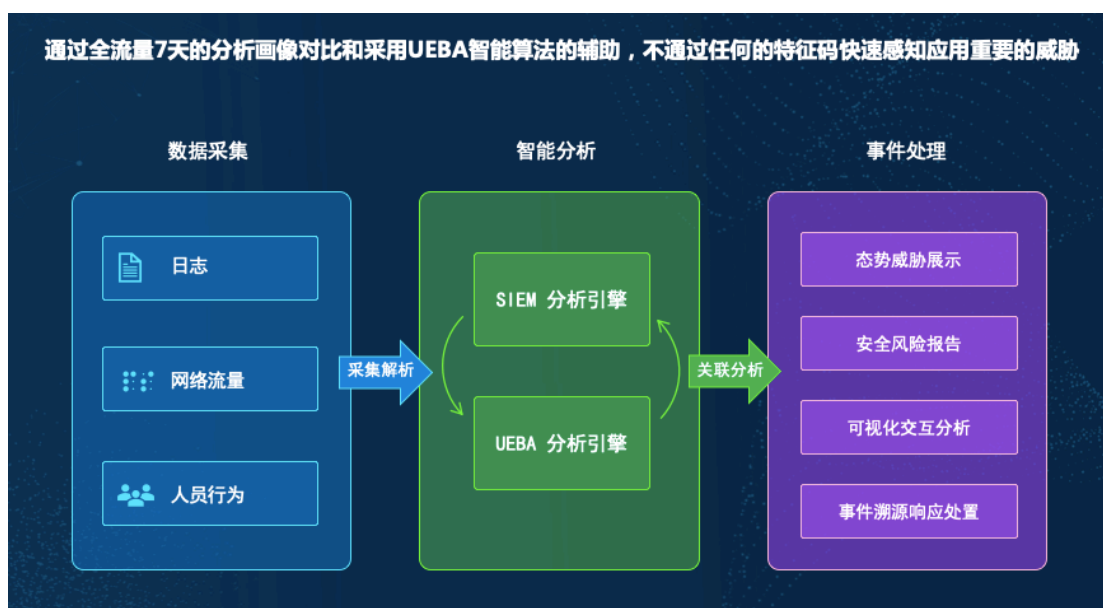 通过全流量7天的分析画像对比和采用UEBA智能算法的辅助，不通过任何的特征码快速感知应用重要的威胁
数据采集
智能分析
事件处理
日志
网络流量
人员行为
采集解析
SIEM 分析引擎
UEBA 分析引擎
关联分析
态势威胁展示
安全风险报告
可视化交互分析
事件溯源响应处置